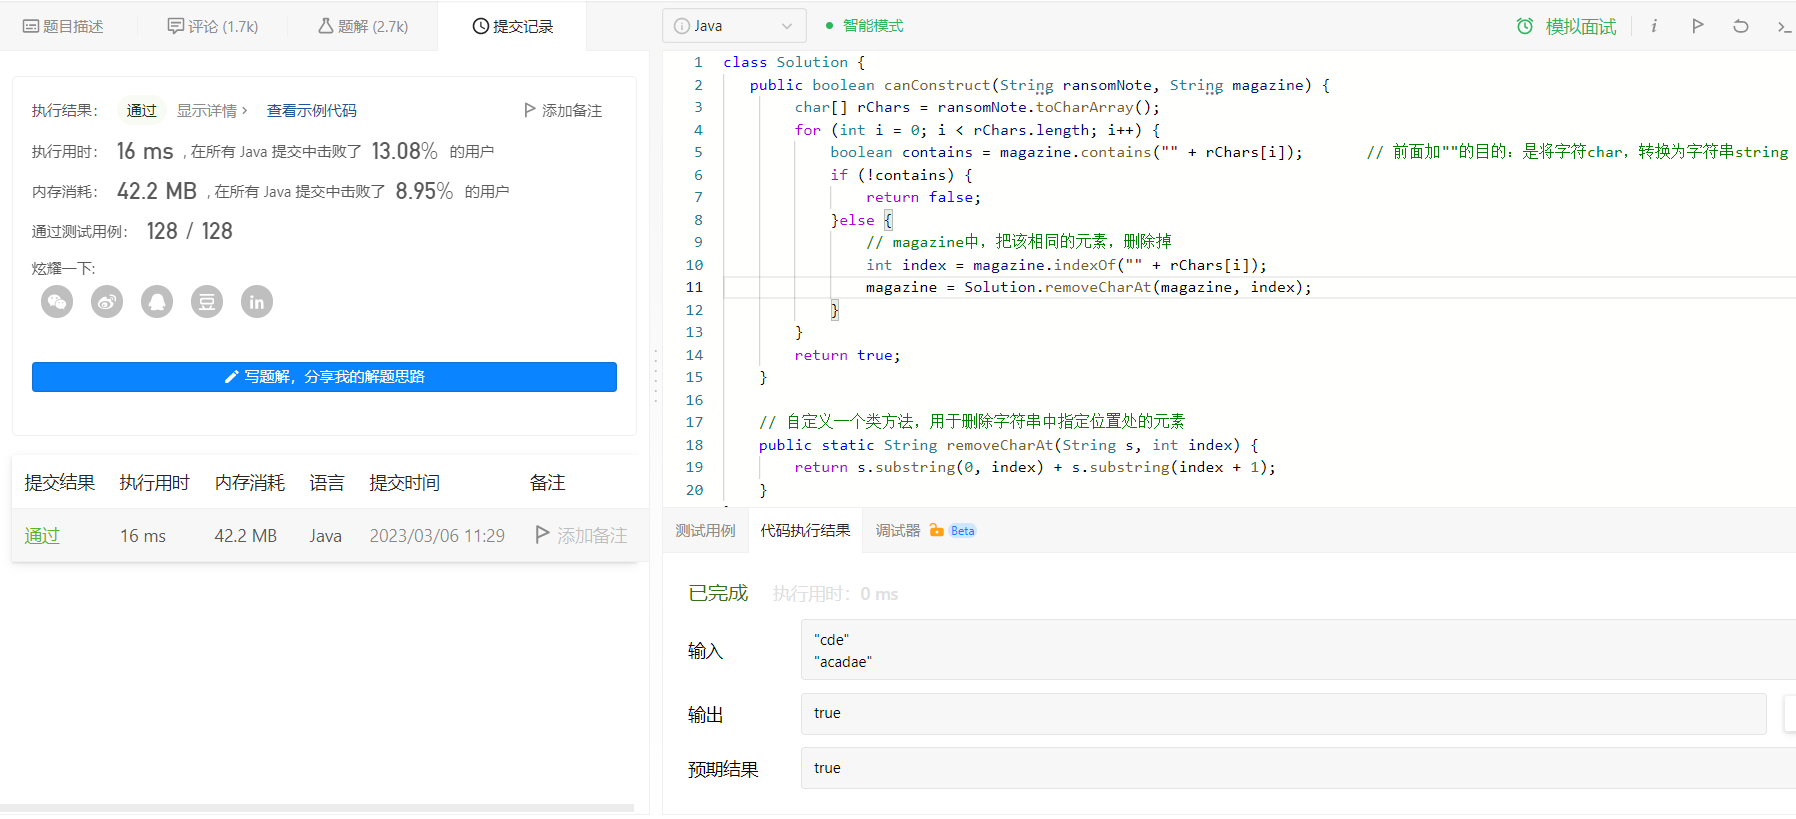 题目描述
评论 (1.7k)
题解 (2.7k)
提交记录
执行结果： 通过 显示详情 › 查看示例代码 添加备注
执行用时： 16 ms , 在所有 Java 提交中击败了 13.08% 的用户
内存消耗： 42.2 MB , 在所有 Java 提交中击败了 8.95% 的用户
通过测试用例： 128 / 128
炫耀一下:
写题解，分享我的解题思路
提交结果 执行用时 内存消耗 语言 提交时间 备注
通过 16 ms 42.2 MB Java 2023/03/06 11:29 添加备注
Java 智能模式 模拟面试
1 class Solution {
2 public boolean canConstruct(String ransomNote, String magazine) {
3 char[] rChars = ransomNote.toCharArray();
4 for (int i = 0; i < rChars.length; i++) {
5 boolean contains = magazine.contains("" + rChars[i]); // 前面加""的目的：是将字符char，转换为字符串string
6 if (!contains) {
7 return false;
8 }else {
9 // magazine中，把该相同的元素，删除掉
10 int index = magazine.indexOf("" + rChars[i]);
11 magazine = Solution.removeCharAt(magazine, index);
12 }
13 }
14 return true;
15 }
16
17 // 自定义一个类方法，用于删除字符串中指定位置处的元素
18 public static String removeCharAt(String s, int index) {
19 return s.substring(0, index) + s.substring(index + 1);
20 }
测试用例 代码执行结果 调试器 Beta
已完成 执行用时：0 ms
输入
"cde"
"acadae"
输出
true
预期结果
true